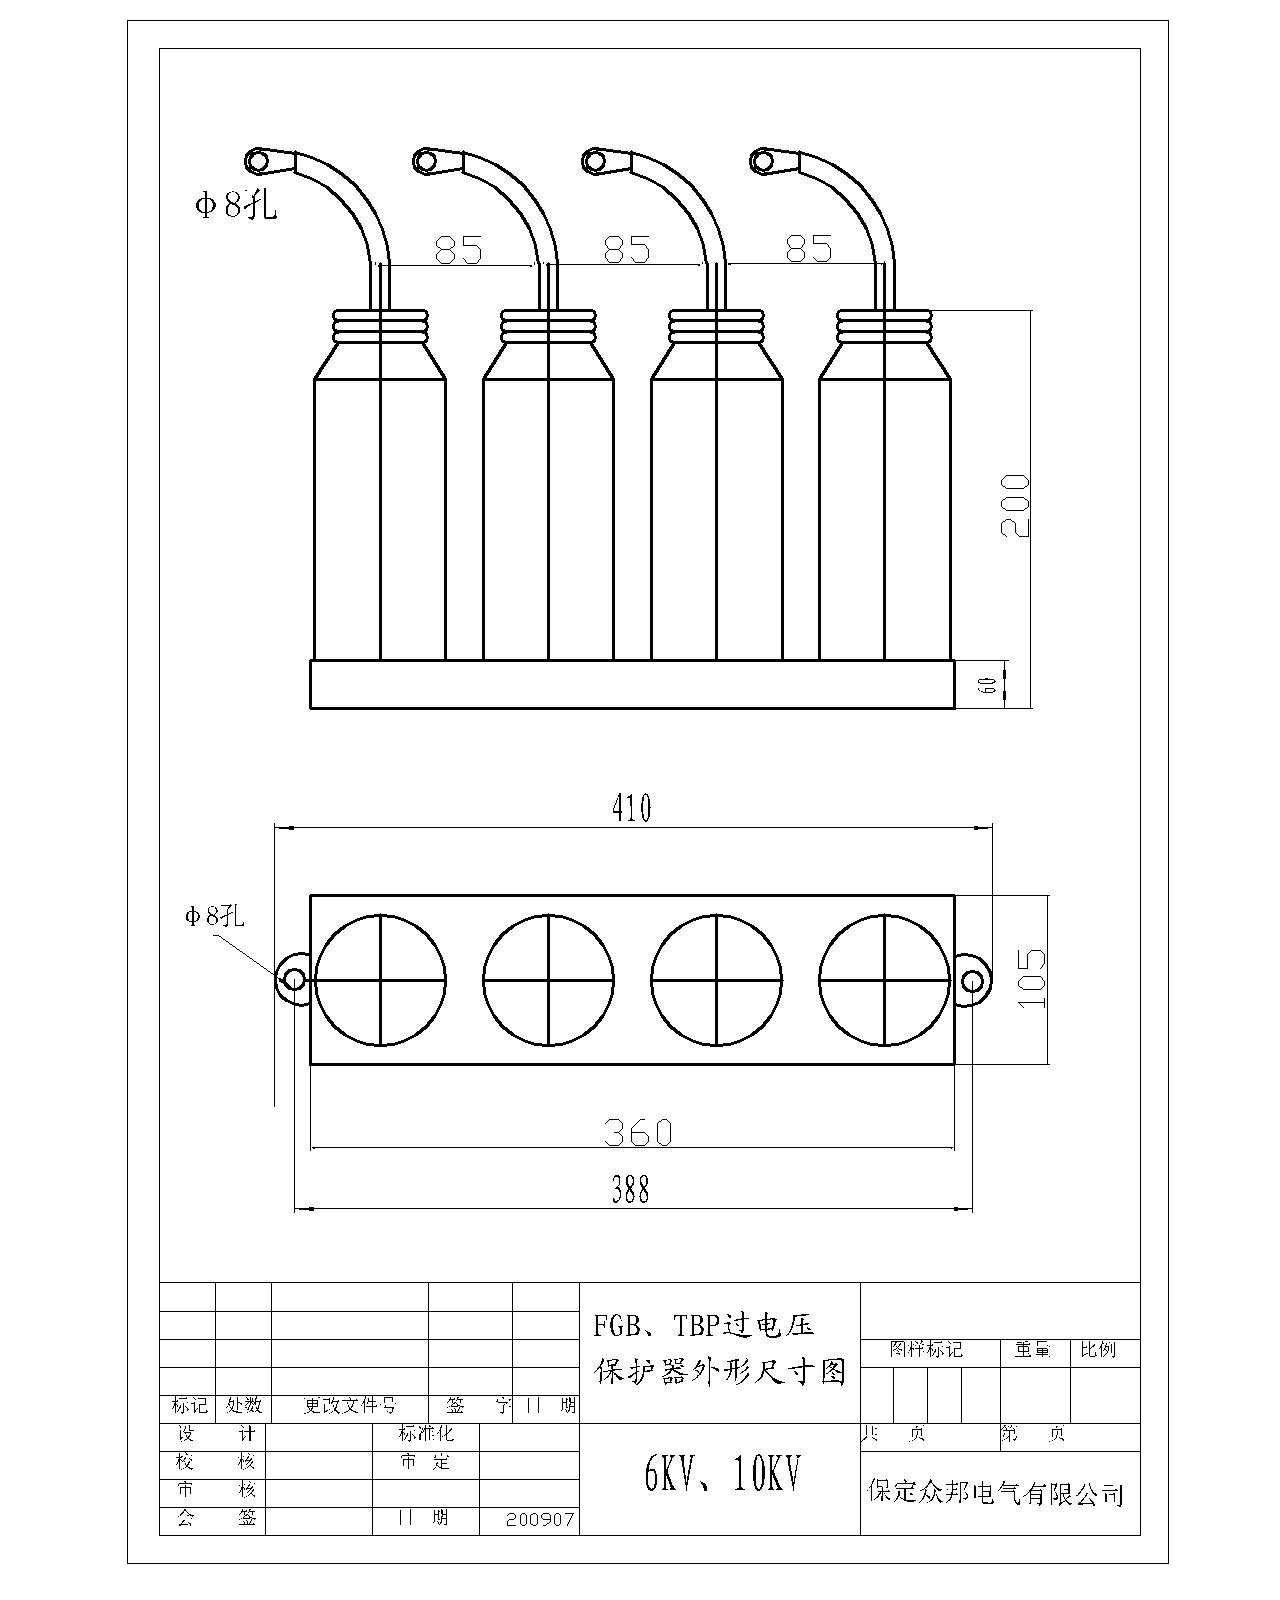 φ8孔
85 85 85
200
60
410
φ8孔
105
360
388
FGB、TBP过电压
保护器外形尺寸图
图样标记 重量 比例
标记 处数 更改文件号 签 字 日 期
设 计 标准化
共 页 第 页
校 核 审 定
6KV、10KV
审 核
保定众邦电气有限公司
会 签 日 期 200907